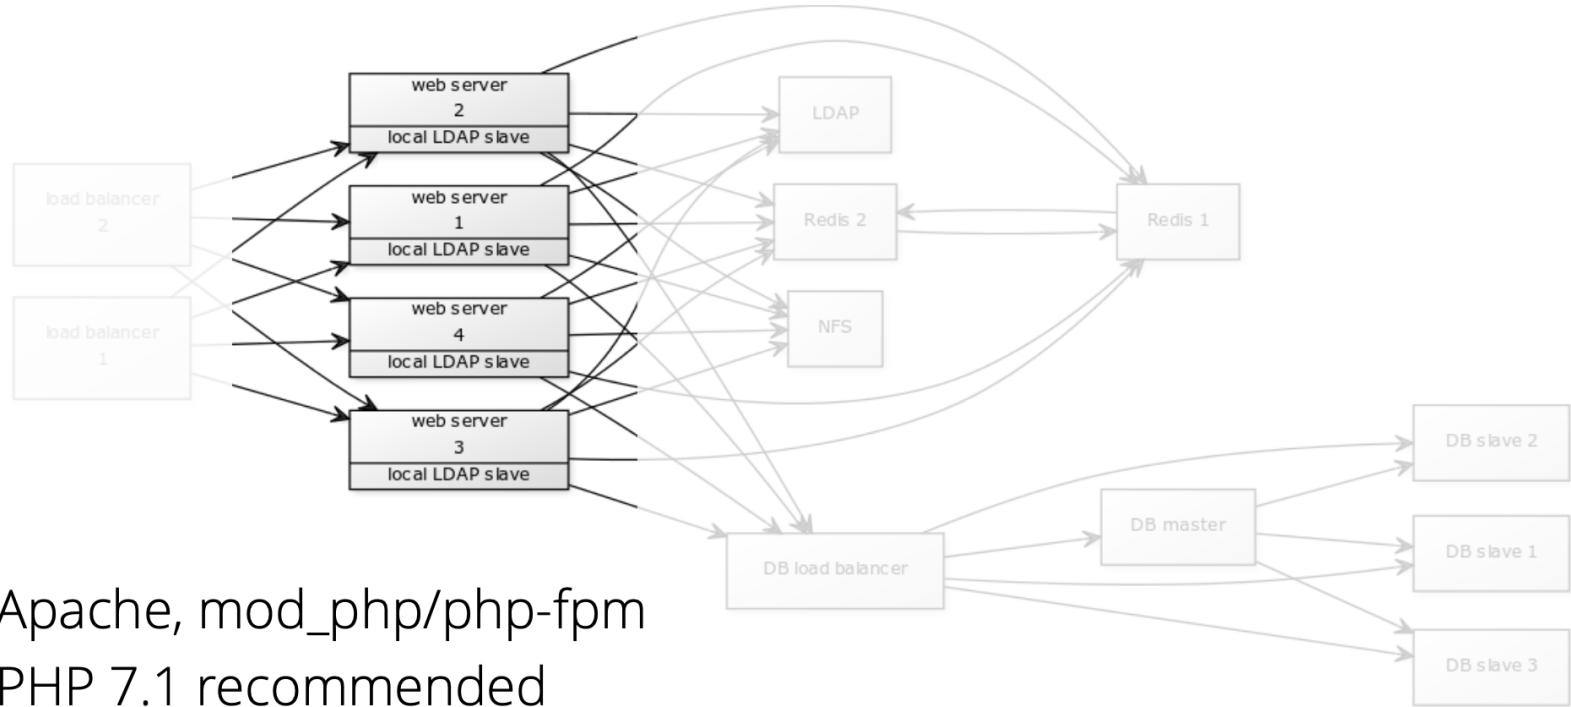 load balancer
2
load balancer
1
web server
2
local LDAP slave
web server
1
local LDAP slave
web server
4
local LDAP slave
web server
3
local LDAP slave
LDAP
Redis 2
Redis 1
NFS
DB load balancer
DB master
DB slave 2
DB slave 1
DB slave 3
Apache, mod_php/php-fpm
PHP 7.1 recommended